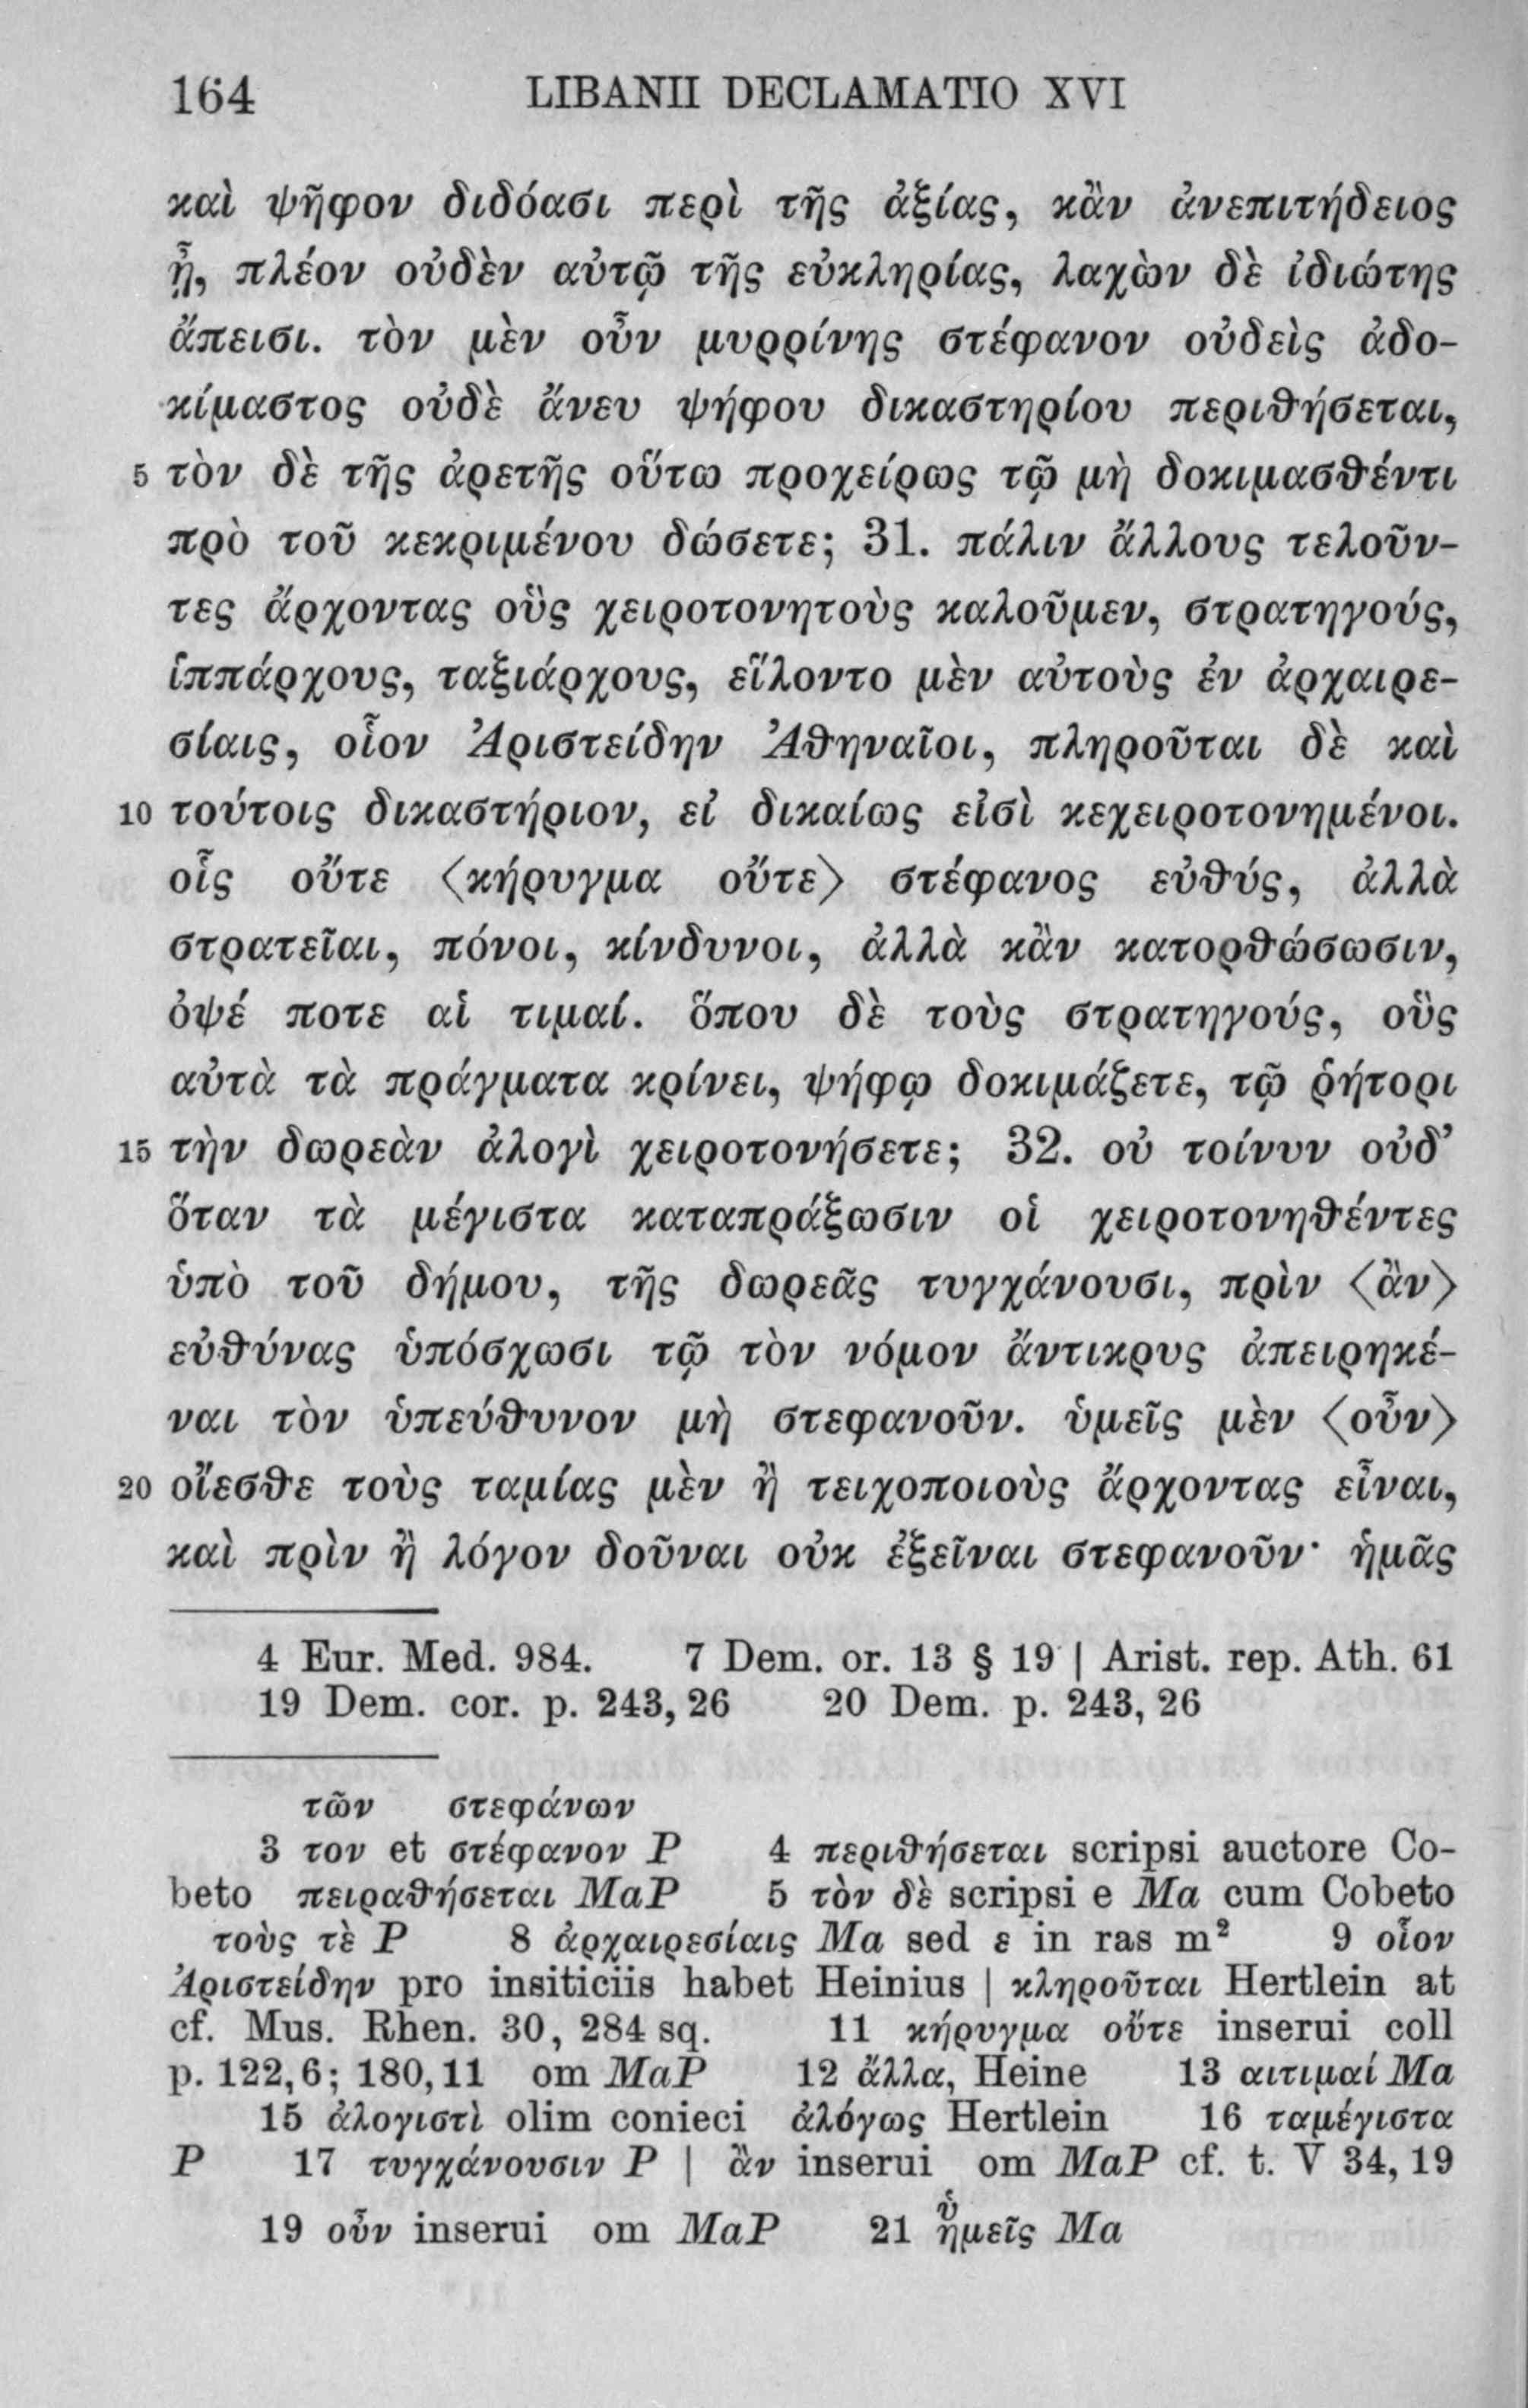 164 LIBANII DECLAMATIO XVI
καὶ ψῆφον διδόασι περὶ τῆς ἀξίας, κἂν ἀνεπιτήδειος
ᾖ, πλέον οὐδὲν αὐτῷ τῆς εὐκληρίας, λαχὼν δὲ ἰδιώτης
ἄπεισι. τὸν μὲν οὖν μυρρίνης στέφανον οὐδεὶς ἀδο-
κίμαστος οὐδὲ ἄνευ ψήφου δικαστηρίου περιθήσεται,
5 τὸν δὲ τῆς ἀρετῆς οὕτω προχείρως τῷ μὴ δοκιμασθέντι
πρὸ τοῦ κεκριμένου δώσετε; 31. πάλιν ἄλλους τελοῦν-
τες ἄρχοντας οὓς χειροτονητοὺς καλοῦμεν, στρατηγούς,
ἱππάρχους, ταξιάρχους, εἵλοντο μὲν αὐτοὺς ἐν ἀρχαιρε-
σίαις, οἷον Ἀριστείδην Ἀθηναῖοι, πληροῦται δὲ καὶ
10 τούτοις δικαστήριον, εἰ δικαίως εἰσὶ κεχειροτονημένοι.
οἷς οὔτε ⟨κήρυγμα οὔτε⟩ στέφανος εὐθύς, ἀλλὰ
στρατεῖαι, πόνοι, κίνδυνοι, ἀλλὰ κἂν κατορθώσωσιν,
ὀψέ ποτε αἱ τιμαί. ὅπου δὲ τοὺς στρατηγούς, οὓς
αὐτὰ τὰ πράγματα κρίνει, ψήφῳ δοκιμάζετε, τῷ ῥήτορι
15 τὴν δωρεὰν ἀλογὶ χειροτονήσετε; 32. οὐ τοίνυν οὐδ’
ὅταν τὰ μέγιστα καταπράξωσιν οἱ χειροτονηθέντες
ὑπὸ τοῦ δήμου, τῆς δωρεᾶς τυγχάνουσι, πρὶν ⟨ἂν⟩
εὐθύνας ὑπόσχωσι τῷ τὸν νόμον ἄντικρυς ἀπειρηκέ-
ναι τὸν ὑπεύθυνον μὴ στεφανοῦν. ὑμεῖς μὲν ⟨οὖν⟩
20 οἴεσθε τοὺς ταμίας μὲν ἢ τειχοποιοὺς ἄρχοντας εἶναι,
καὶ πρὶν ἢ λόγον δοῦναι οὐκ ἐξεῖναι στεφανοῦν· ἡμᾶς
4 Eur. Med. 984. 7 Dem. or. 13 § 19 | Arist. rep. Ath. 61
19 Dem. cor. p. 243, 26 20 Dem. p. 243, 26
τῶν στεφάνων
3 τον et στέφανον P 4 περιθήσεται scripsi auctore Co-
beto πειραθήσεται MaP 5 τὸν δὲ scripsi e Ma cum Cobeto
τοὺς τὲ P 8 ἀρχαιρεσίαις Ma sed ε in ras m² 9 οἷον
Ἀριστείδην pro insiticiis habet Heinius | κληροῦται Hertlein at
cf. Mus. Rhen. 30, 284 sq. 11 κήρυγμα οὔτε inserui coll
p. 122,6; 180,11 om MaP 12 ἄλλα, Heine 13 αιτιμαί Ma
15 ἀλογιστὶ olim conieci ἀλόγως Hertlein 16 ταμέγιστα
P 17 τυγχάνουσιν P | ἂν inserui om MaP cf. t. V 34, 19
ὑ
19 οὖν inserui om MaP 21 ημεῖς Ma